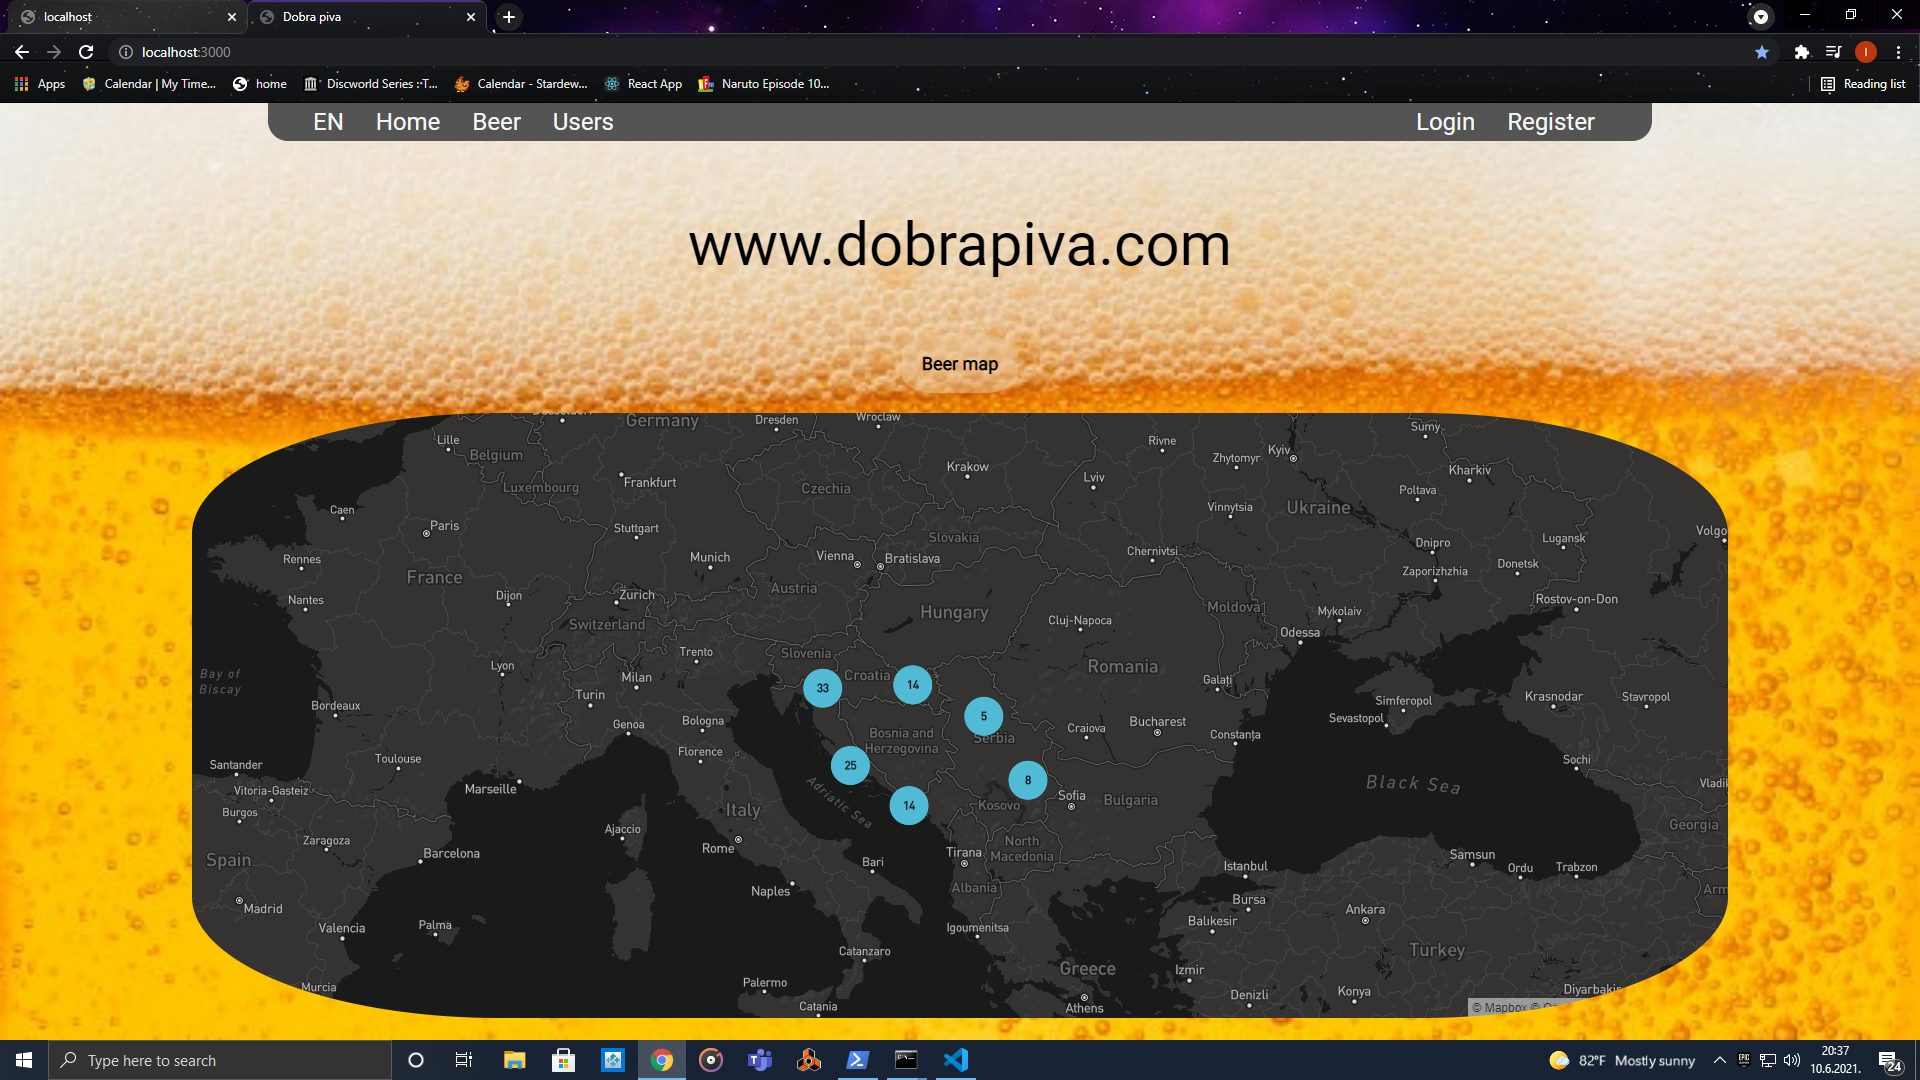 localhost
Dobra piva
localhost:3000
Apps
Calendar | My Time...
home
Discworld Series : T...
Calendar - Stardew...
React App
Naruto Episode 10...
Reading list
EN Home Beer Users Login Register
www.dobrapiva.com
Beer map
Germany
Dresden
Wroclaw
Sumy
Lille
Belgium
Rivne
Zhytomyr
Kyiv
Krakow
Kharkiv
Luxembourg
Frankfurt
Czechia
Lviv
Poltava
Caen
Vinnytsia
Ukraine
Paris
Stuttgart
Slovakia
Volgo
Rennes
Munich
Vienna
Bratislava
Chernivtsi
Dnipro
Lugansk
France
Zaporizhzhia
Donetsk
Austria
Nantes
Dijon
Zurich
Hungary
Moldova
Mykolaiv
Rostov-on-Don
Switzerland
Cluj-Napoca
Odessa
Trento
Slovenia
Lyon
Romania
Bay of
Biscay
Milan
33
Croatia
14
Galați
Turin
Simferopol
Krasnodar
Stavropol
Bordeaux
Genoa
Bologna
5
Sevastopol
Bosnia and
Herzegovina
Serbia
Craiova
Bucharest
Constanța
Florence
Toulouse
Santander
25
Sochi
Vitoria-Gasteiz
Marseille
8
Black Sea
Vladi
Burgos
Adriatic Sea
14
Kosovo
Sofia
Bulgaria
Italy
Georgia
Zaragoza
Ajaccio
Rome
North
Macedonia
Barcelona
Tirana
Spain
Bari
Istanbul
Samsun
Ordu
Trabzon
Naples
Albania
Arm
Madrid
Bursa
Valencia
Palma
Igoumenitsa
Balıkesir
Ankara
Catanzaro
Turkey
Greece
Izmir
Murcia
Palermo
Denizli
Konya
Diyarbakir
Catania
Athens
© Mapbox ©
Type here to search
82°F Mostly sunny
20:37
10.6.2021.
24